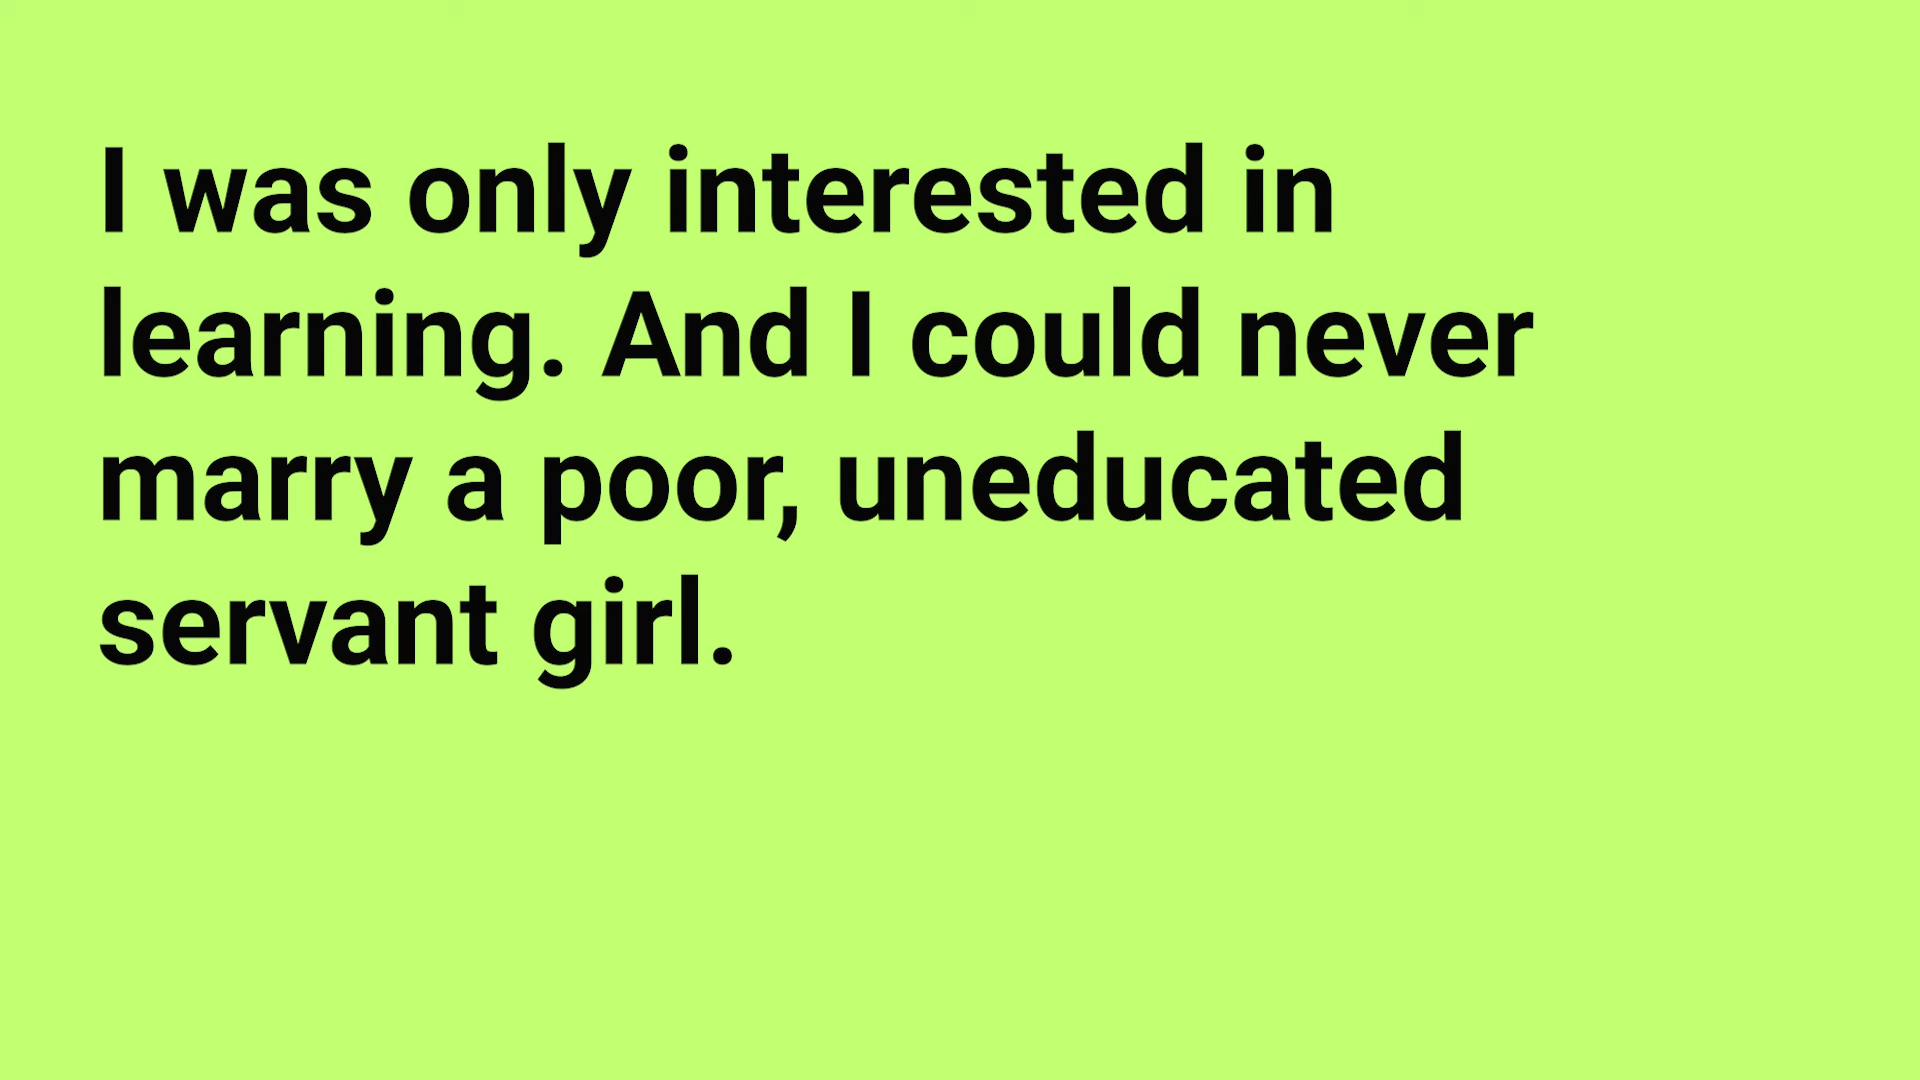 I was only interested in
learning. And I could never
marry a poor, uneducated
servant girl.